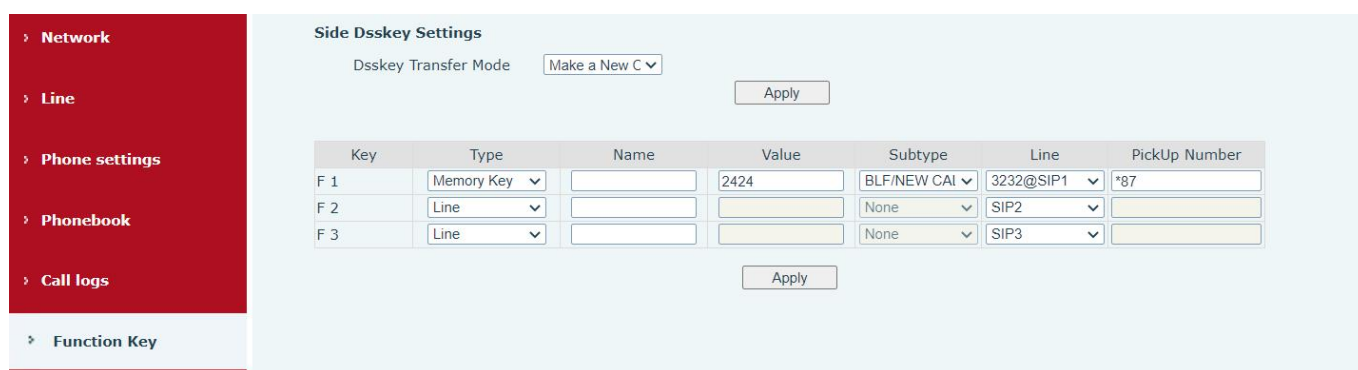 Network
Line
Phone settings
Phonebook
Call logs
Function Key
Side Dsskey Settings
Dsskey Transfer Mode Make a New C
Apply
Key Type Name Value Subtype Line PickUp Number
F 1 Memory Key 2424 BLF/NEW CAL 3232@SIP1 *87
F 2 Line None SIP2
F 3 Line None SIP3
Apply